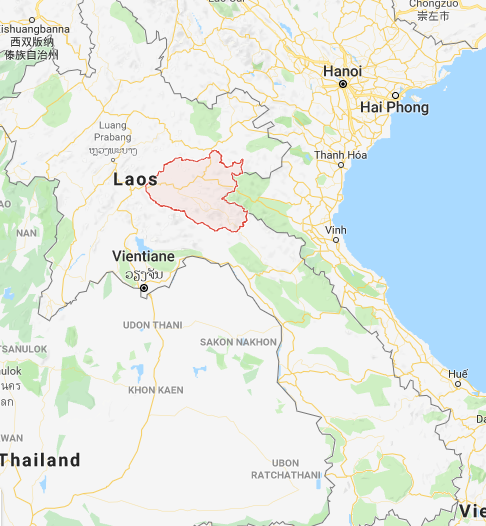 Chongzuo
崇左市
Xishuangbanna
西双版纳
傣族自治州
Hanoi
Hai Phong
Luang
Prabang
ຫຼວງພະບາງ
Thanh Hóa
Laos
NAN
Vinh
Vientiane
ວຽງຈັນ
UDON THANI
SAKON NAKHON
Huế
KHON KAEN
Thailand
UBON
RATCHATHANI